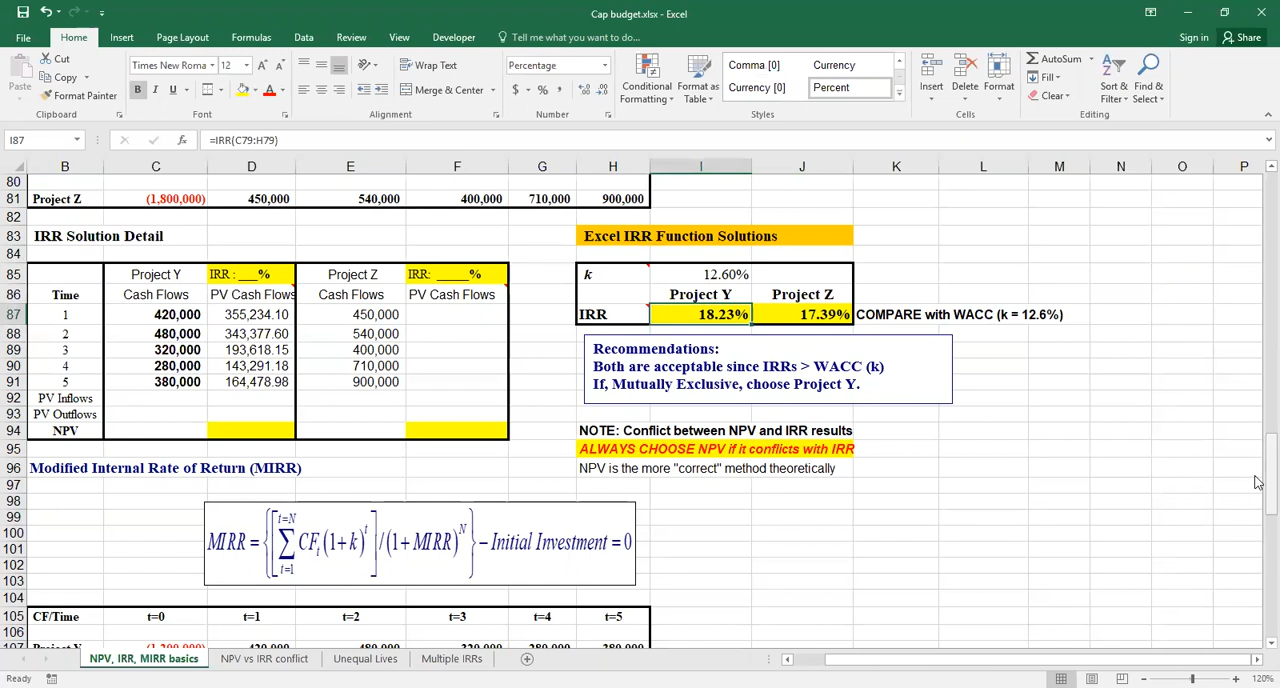 Cap budget.xlsx - Excel
Sign in Share
File Home Insert Page Layout Formulas Data Review View Developer Tell me what you want to do...
Paste Cut Copy Format Painter Clipboard
Times New Roma 12 B I U A Font
Wrap Text Merge & Center Alignment
Percentage $ % , Number
Conditional Formatting Format as Table Comma [0] Currency Currency [0] Percent Styles
Insert Delete Format Cells
AutoSum Fill Clear Sort & Filter Find & Select Editing
I87 fx =IRR(C79:H79)
B C D E F G H I J K L M N O P
80
81 Project Z (1,800,000) 450,000 540,000 400,000 710,000 900,000
82
83 IRR Solution Detail Excel IRR Function Solutions
84
85 Project Y IRR : ___% Project Z IRR: _____% k 12.60%
86 Time Cash Flows PV Cash Flows Cash Flows PV Cash Flows Project Y Project Z
87 1 420,000 355,234.10 450,000 IRR 18.23% 17.39% COMPARE with WACC (k = 12.6%)
88 2 480,000 343,377.60 540,000
89 3 320,000 193,618.15 400,000
90 4 280,000 143,291.18 710,000
91 5 380,000 164,478.98 900,000
Recommendations:
Both are acceptable since IRRs > WACC (k)
If, Mutually Exclusive, choose Project Y.
92 PV Inflows
93 PV Outflows
94 NPV NOTE: Conflict between NPV and IRR results
95 ALWAYS CHOOSE NPV if it conflicts with IRR
96 Modified Internal Rate of Return (MIRR) NPV is the more "correct" method theoretically
97
98
99
100
101
102
103
MIRR = {[∑ t=1 t=N CFt (1+k)^t] / (1+MIRR)^N} − Initial Investment = 0
104
105 CF/Time t=0 t=1 t=2 t=3 t=4 t=5
106
107 Project Y (1,200,000) 420,000 480,000 320,000 280,000 380,000
NPV, IRR, MIRR basics NPV vs IRR conflict Unequal Lives Multiple IRRs
Ready 120%